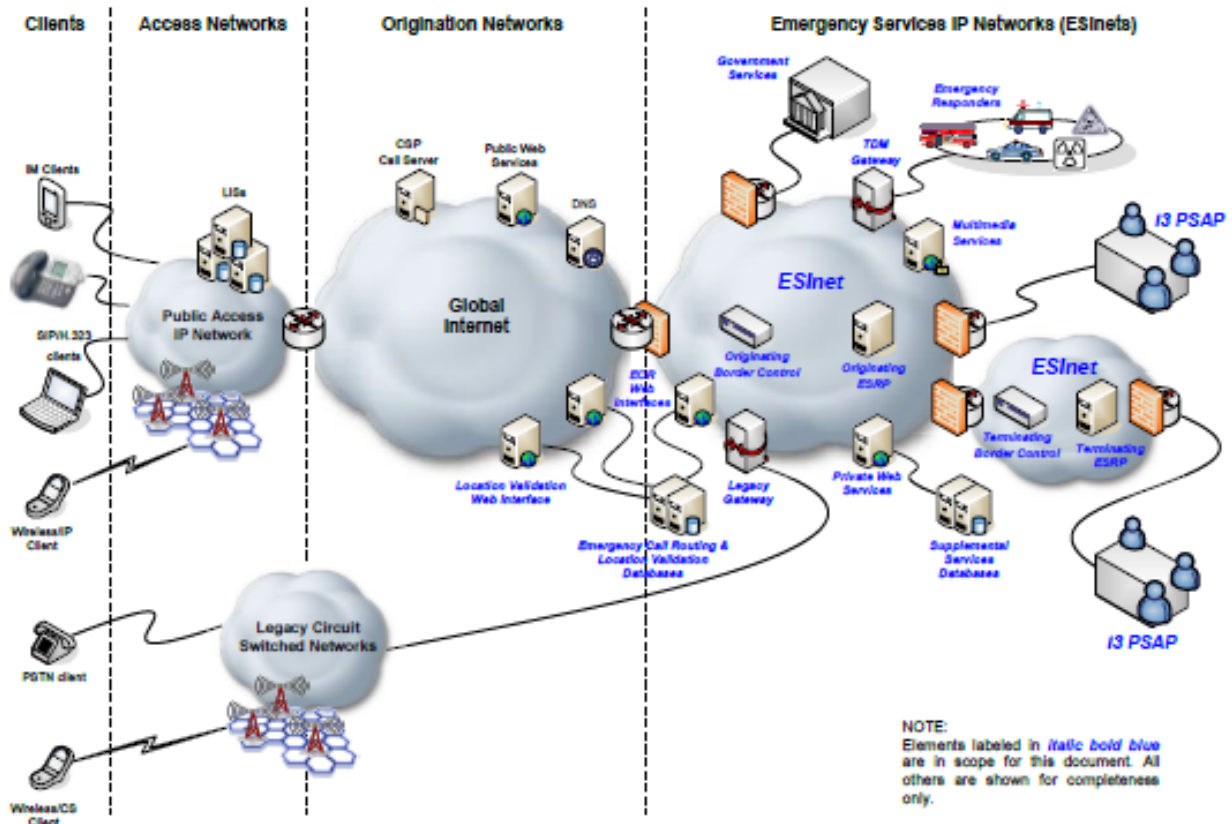 Clients
Access Networks
Origination Networks
Emergency Services IP Networks (ESInets)
Government
Services
Emergency
Responders
CSP
Call Server
Public Web
Services
TDM
Gateway
IM Clients
LISs
DNS
Multimedia
Services
i3 PSAP
ESInet
Public Access
IP Network
Global
Internet
SIP/H.323
clients
Originating
Border Control
Originating
ESRP
ECR
Web
Interfaces
ESInet
Terminating
Border Control
Terminating
ESRP
Location Validation
Web Interface
Legacy
Gateway
Private Web
Services
Wireless/IP
Client
Emergency Call Routing &
Location Validation
Databases
Supplemental
Services
Databases
Legacy Circuit
Switched Networks
i3 PSAP
PSTN client
NOTE:
Elements labeled in italic bold blue
are in scope for this document. All
others are shown for completeness
only.
Wireless/CS
Client